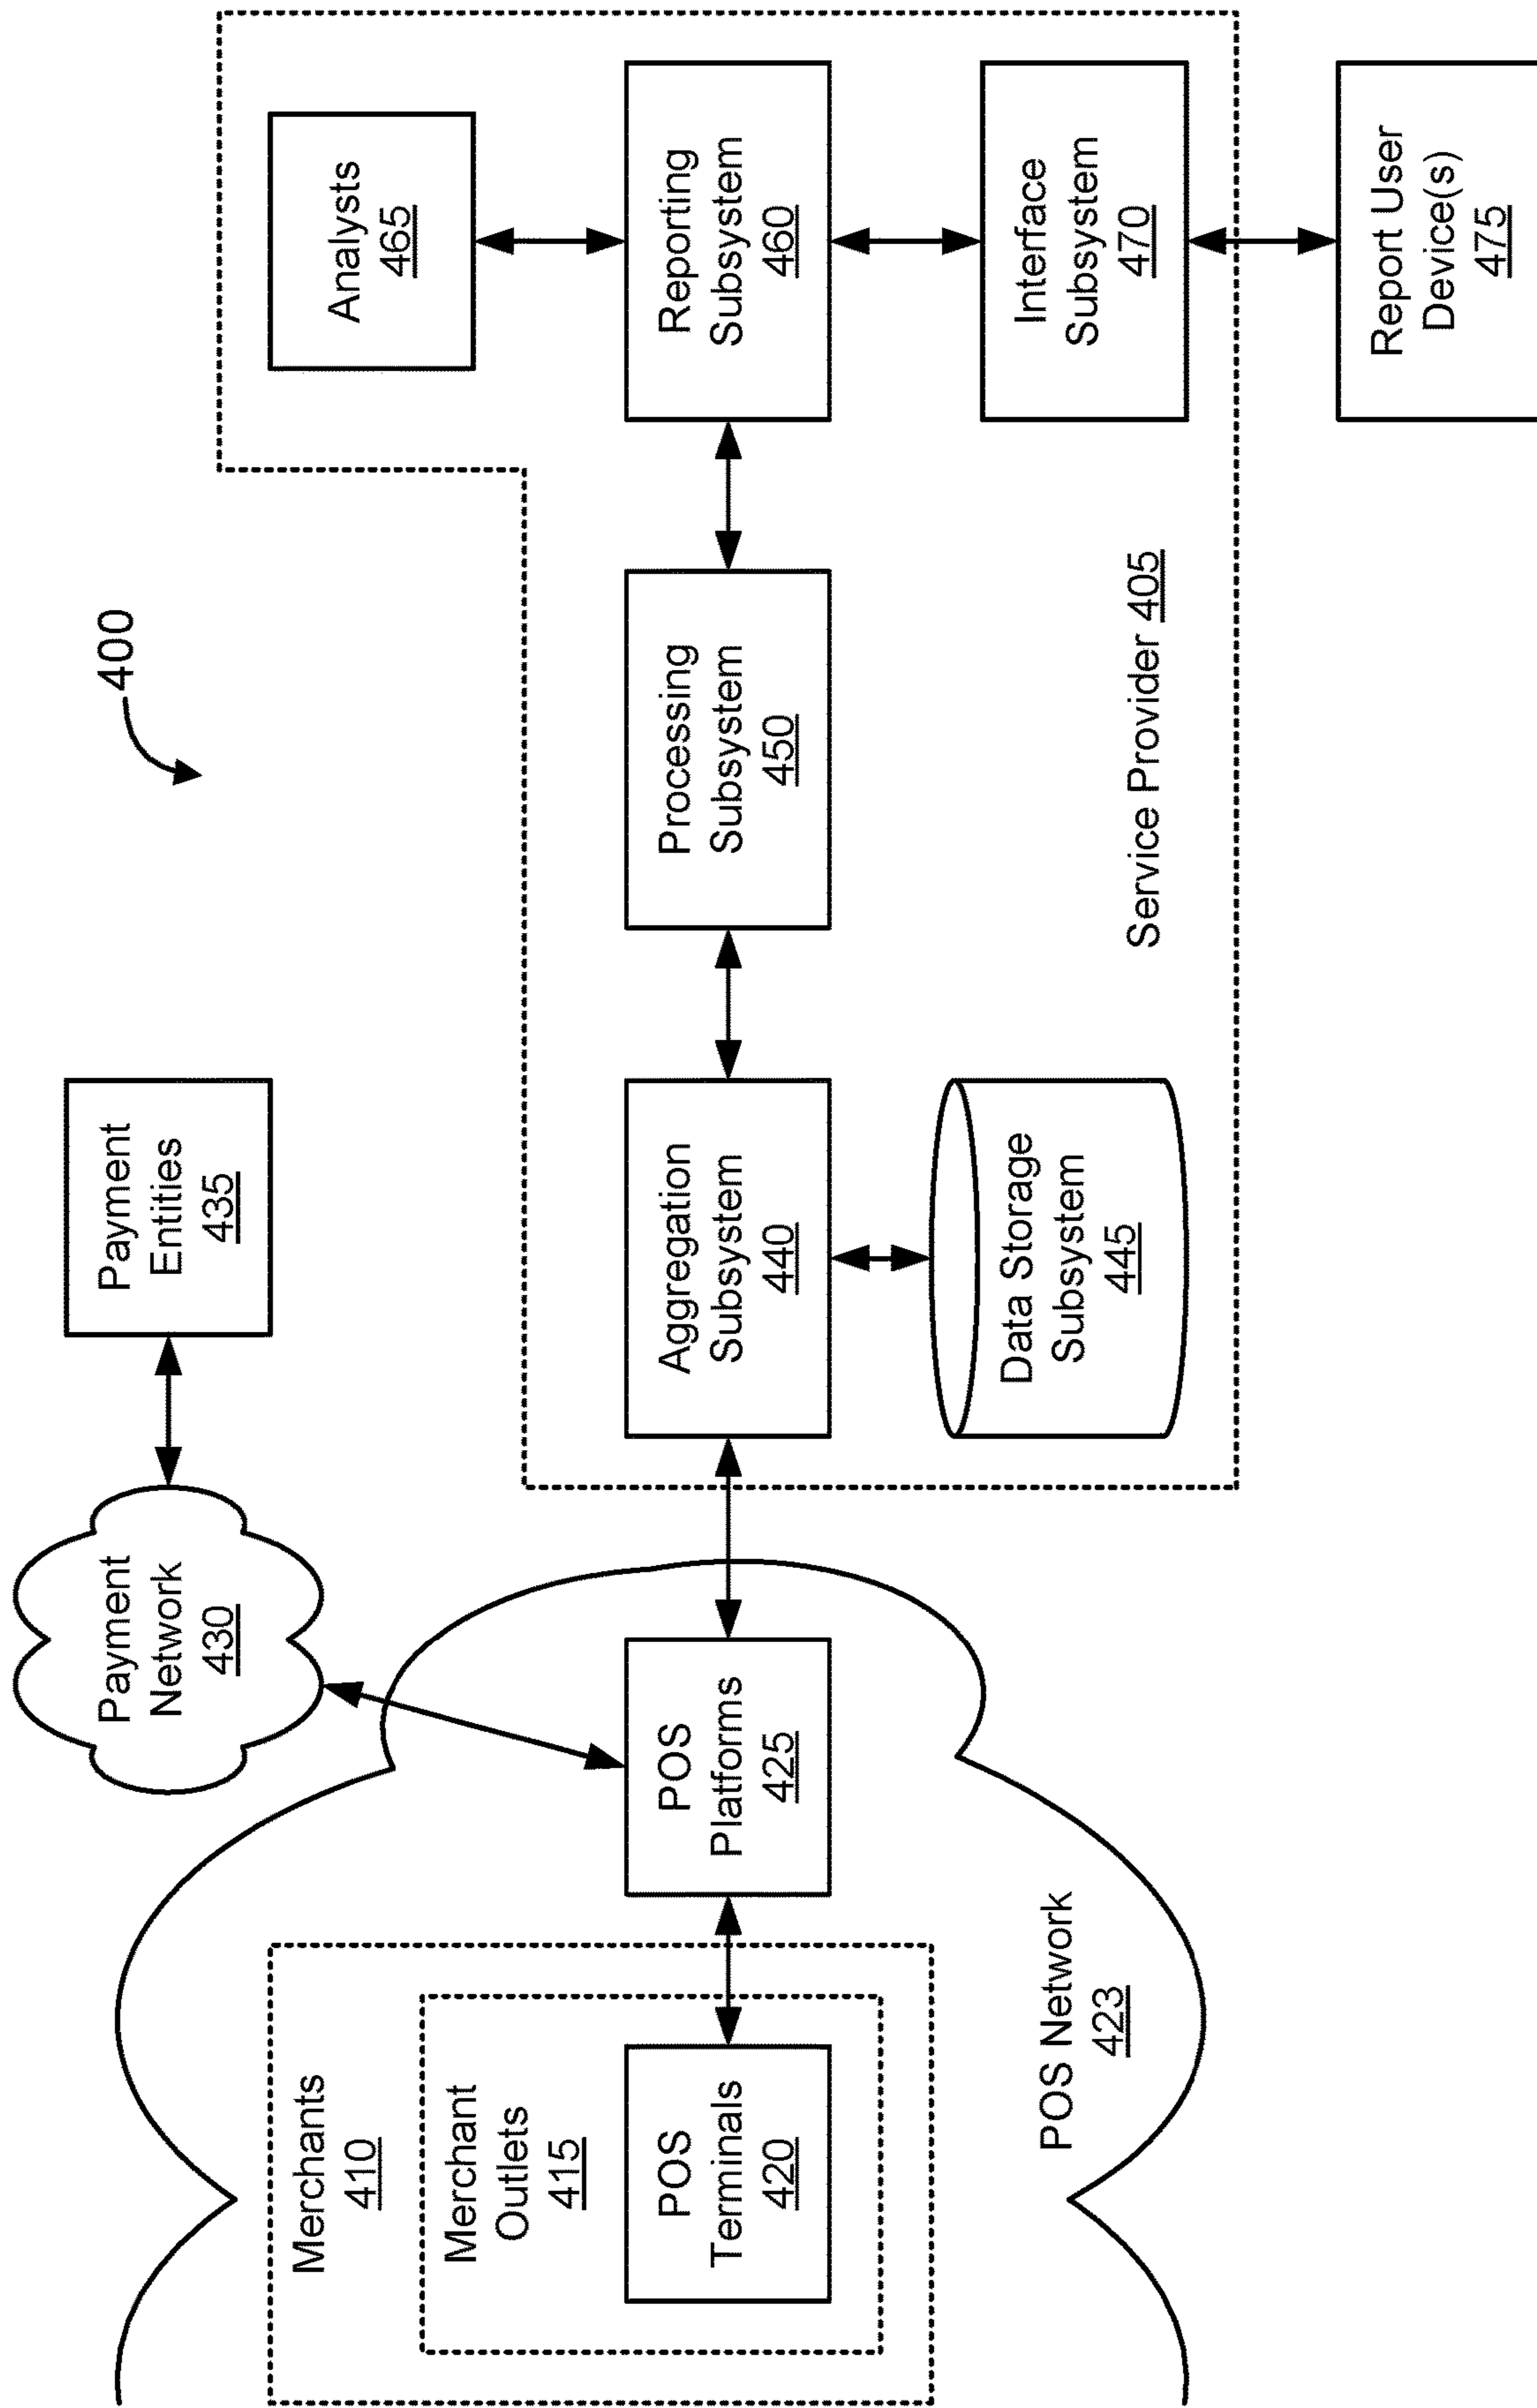 400
Payment
Network
430
Payment
Entities
435
Merchants
410
Merchant
Outlets
415
POS
Terminals
420
POS
Platforms
425
POS Network
423
Aggregation
Subsystem
440
Data Storage
Subsystem
445
Processing
Subsystem
450
Analysts
465
Reporting
Subsystem
460
Interface
Subsystem
470
Service Provider 405
Report User
Device(s)
475